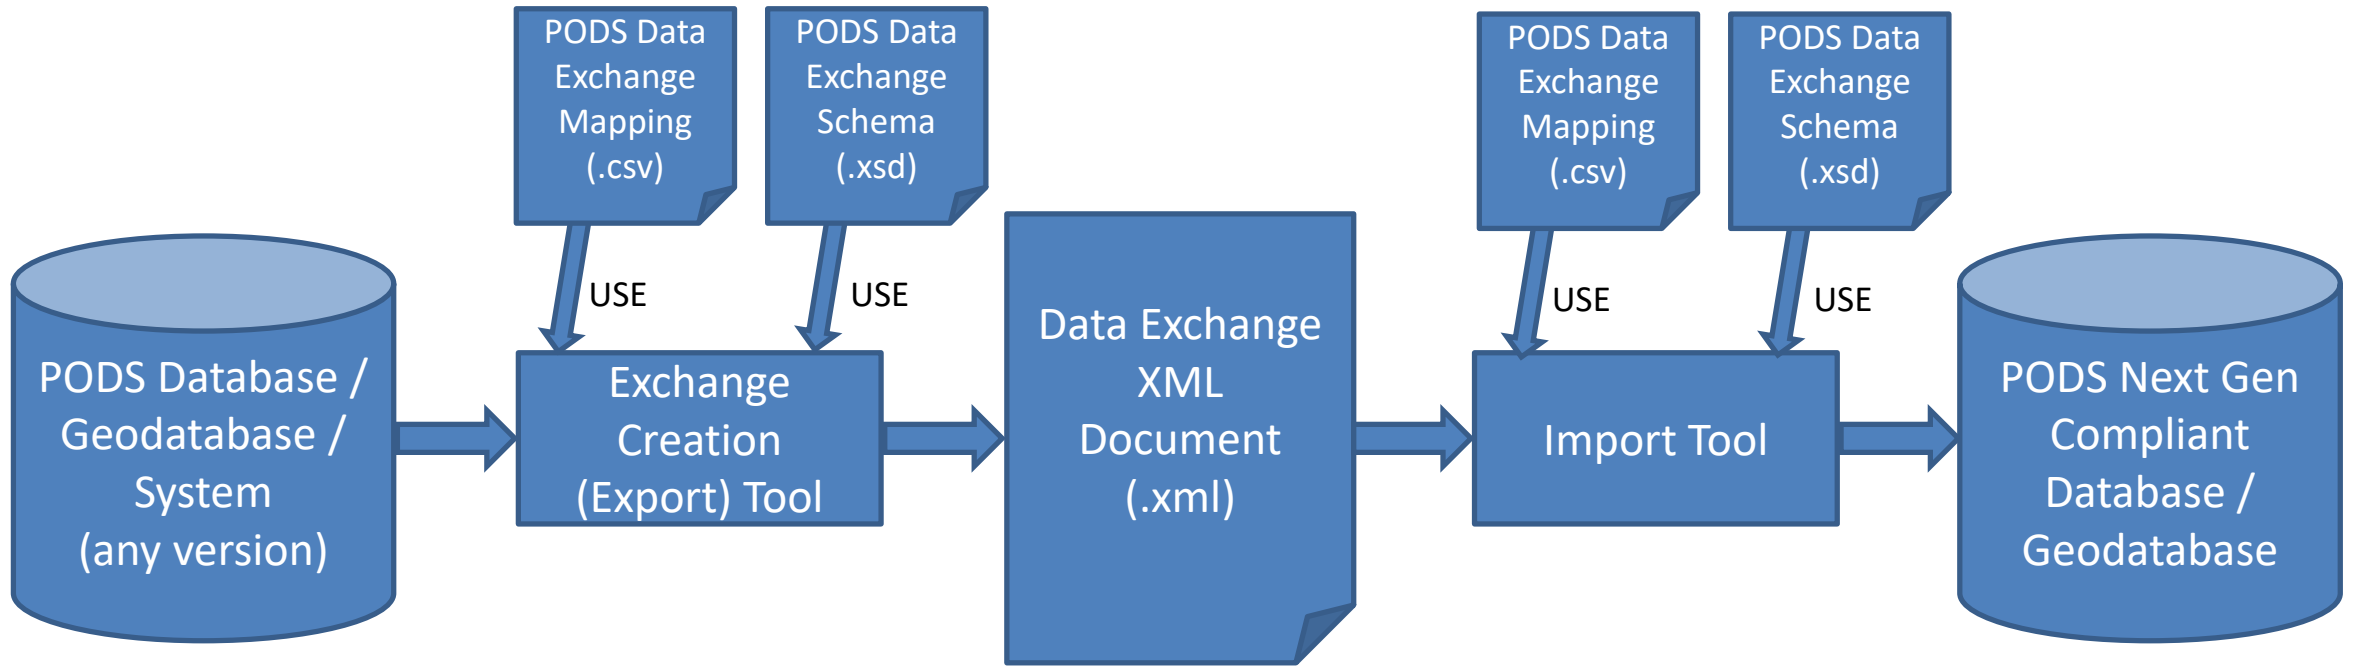 PODS Data
Exchange
Mapping
(.csv)
PODS Data
Exchange
Schema
(.xsd)
PODS Data
Exchange
Mapping
(.csv)
PODS Data
Exchange
Schema
(.xsd)
USE
USE
USE
USE
PODS Database /
Geodatabase /
System
(any version)
Exchange
Creation
(Export) Tool
Data Exchange
XML
Document
(.xml)
Import Tool
PODS Next Gen
Compliant
Database /
Geodatabase